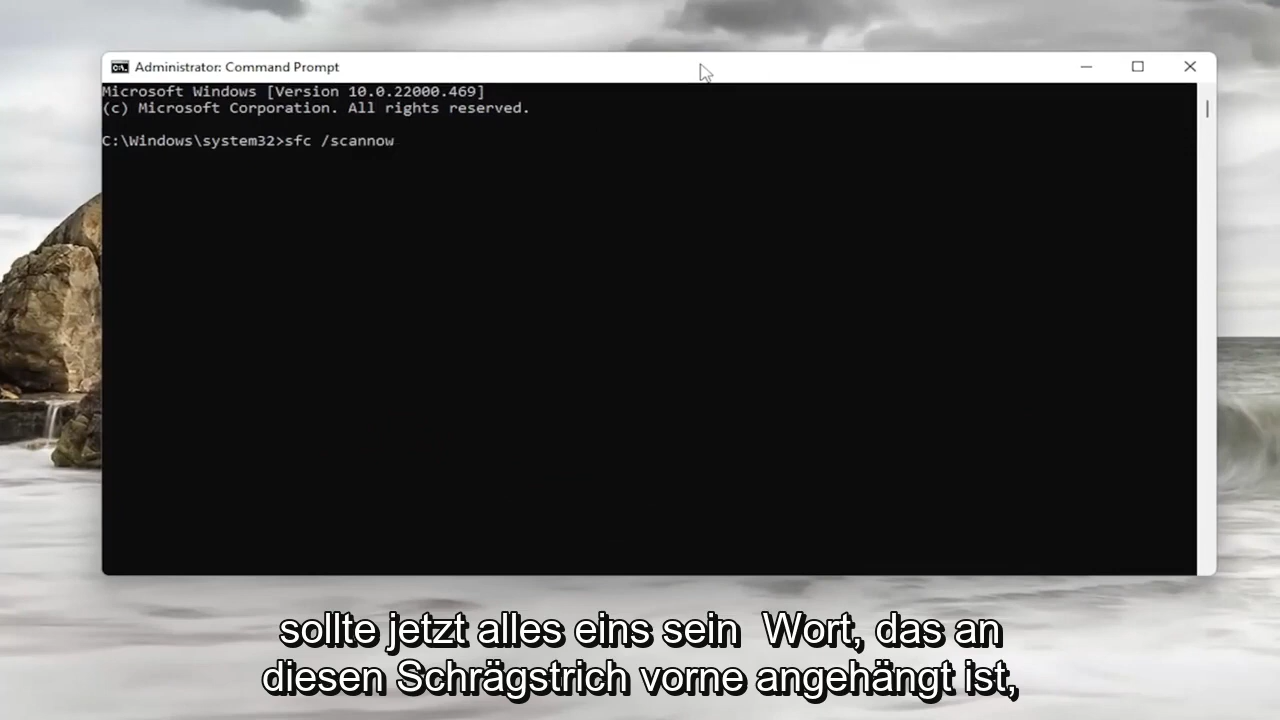 Administrator: Command Prompt
Microsoft Windows [Version 10.0.22000.469]
(c) Microsoft Corporation. All rights reserved.
C:\Windows\system32>sfc /scannow
sollte jetzt alles eins sein Wort, das an
diesen Schrägstrich vorne angehängt ist,